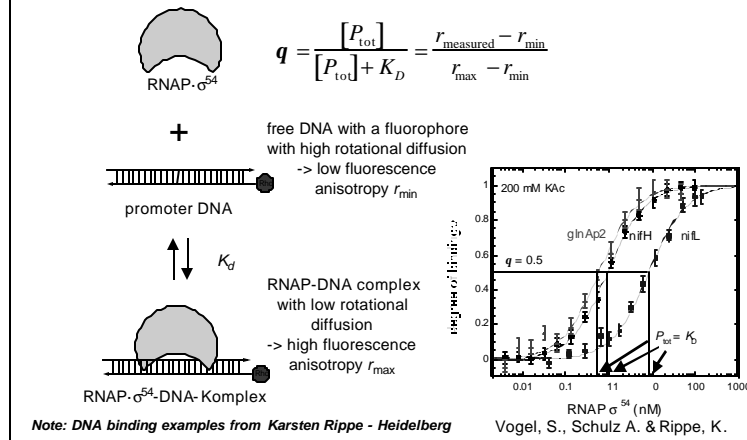 RNAP·σ54
q = [Ptot] / ([Ptot] + KD) = (rmeasured − rmin) / (rmax − rmin)
+
free DNA with a fluorophore
with high rotational diffusion
-> low fluorescence
anisotropy rmin
promoter DNA
Kd
RNAP-DNA complex
with low rotational
diffusion
-> high fluorescence
anisotropy rmax
RNAP·σ54-DNA-Komplex
200 mM KAc
glnAp2
nifH
nifL
q = 0.5
Ptot = KD
1
0.8
0.6
0.4
0.2
0
0.01 0.1 11 0 100 1000
RNAP σ54 (nM)
Note: DNA binding examples from Karsten Rippe - Heidelberg
Vogel, S., Schulz A. & Rippe, K.